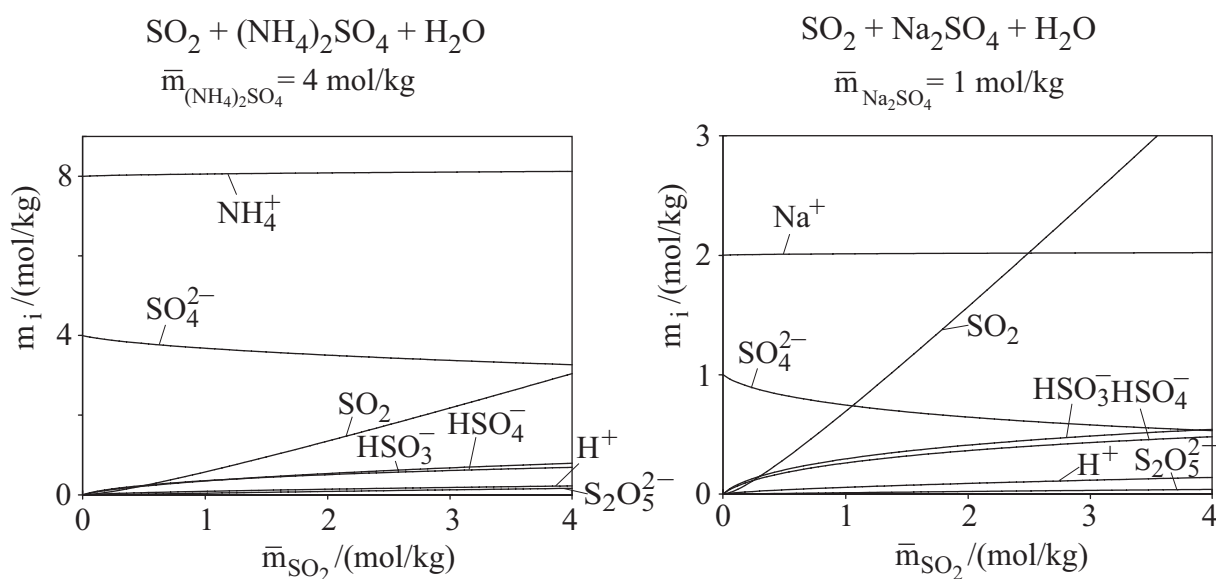 SO₂ + (NH₄)₂SO₄ + H₂O
m̅(NH₄)₂SO₄ = 4 mol/kg
m i /(mol/kg)
8
4
0
NH₄⁺
SO₄²⁻
SO₂
HSO₃⁻
HSO₄⁻
H⁺
S₂O₅²⁻
0 1 2 3 4
m̅SO₂ /(mol/kg)
SO₂ + Na₂SO₄ + H₂O
m̅Na₂SO₄ = 1 mol/kg
m i /(mol/kg)
3
2
1
0
Na⁺
SO₂
SO₄²⁻
HSO₃⁻ HSO₄⁻
H⁺
S₂O₅²⁻
0 1 2 3 4
m̅SO₂ /(mol/kg)